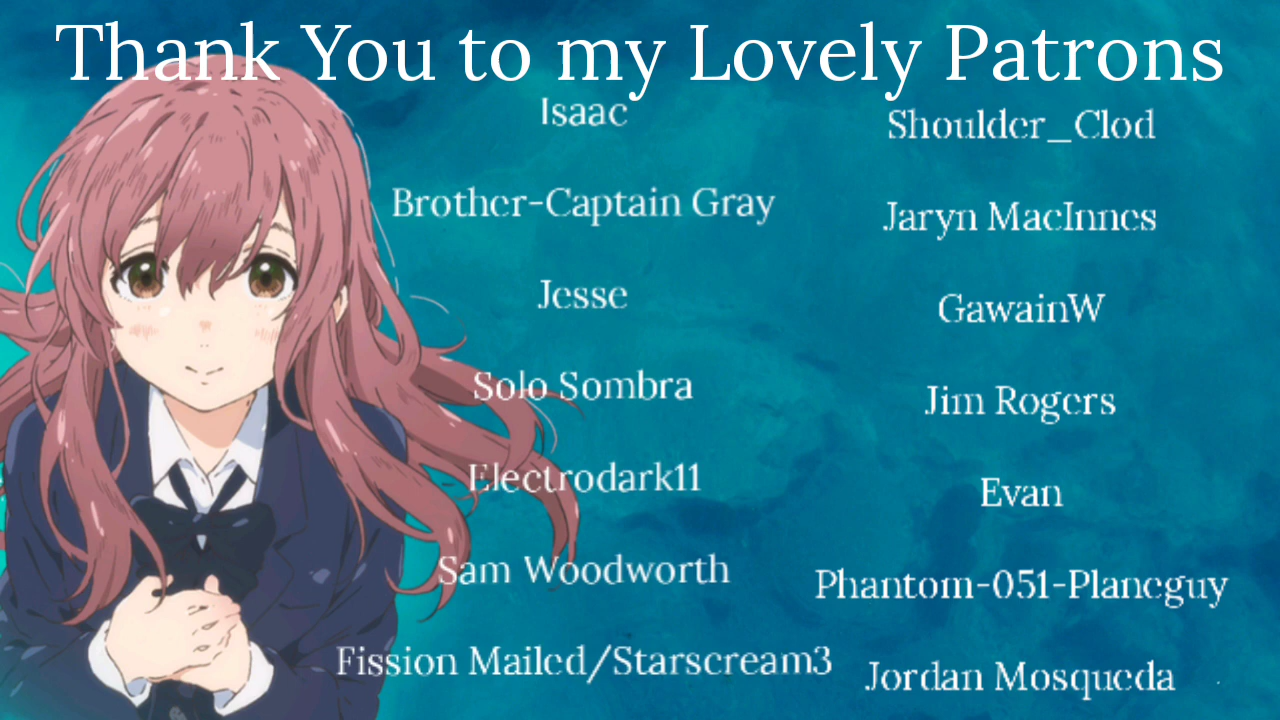 Thank You to my Lovely Patrons
Isaac
Brother-Captain Gray
Jesse
Solo Sombra
Electrodark11
Sam Woodworth
Fission Mailed/Starscream3
Shoulder_Clod
Jaryn MacInnes
GawainW
Jim Rogers
Evan
Phantom-051-Planeguy
Jordan Mosqueda